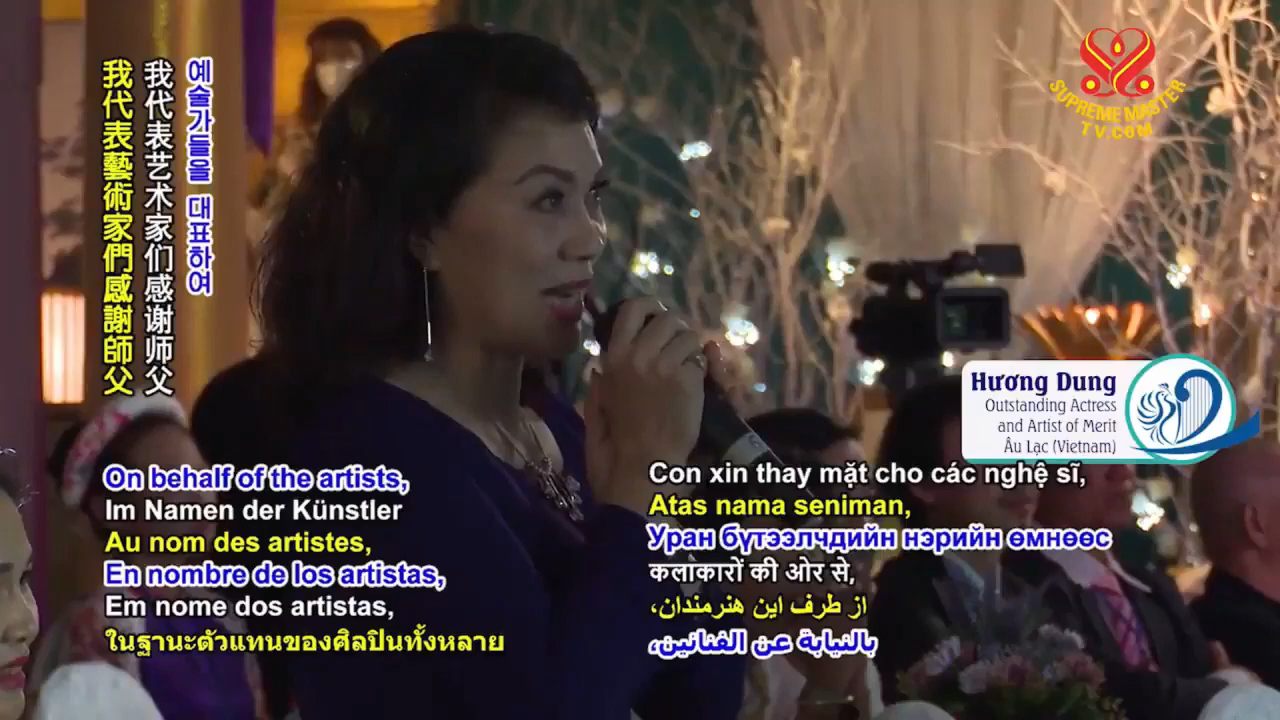 我代表藝術家們感謝師父
我代表艺术家们感谢师父
예술가들을 대표하여
SUPREME MASTER
TV.COM
Hương Dung
Outstanding Actress
and Artist of Merit
Âu Lạc (Vietnam)
On behalf of the artists,
Im Namen der Künstler
Au nom des artistes,
En nombre de los artistas,
Em nome dos artistas,
ในฐานะตัวแทนของศิลปินทั้งหลาย
Con xin thay mặt cho các nghệ sĩ,
Atas nama seniman,
Уран бүтээлчдийн нэрийн өмнөөс
कलाकारों की ओर से,
از طرف این هنرمندان،
بالنيابة عن الفنانين،